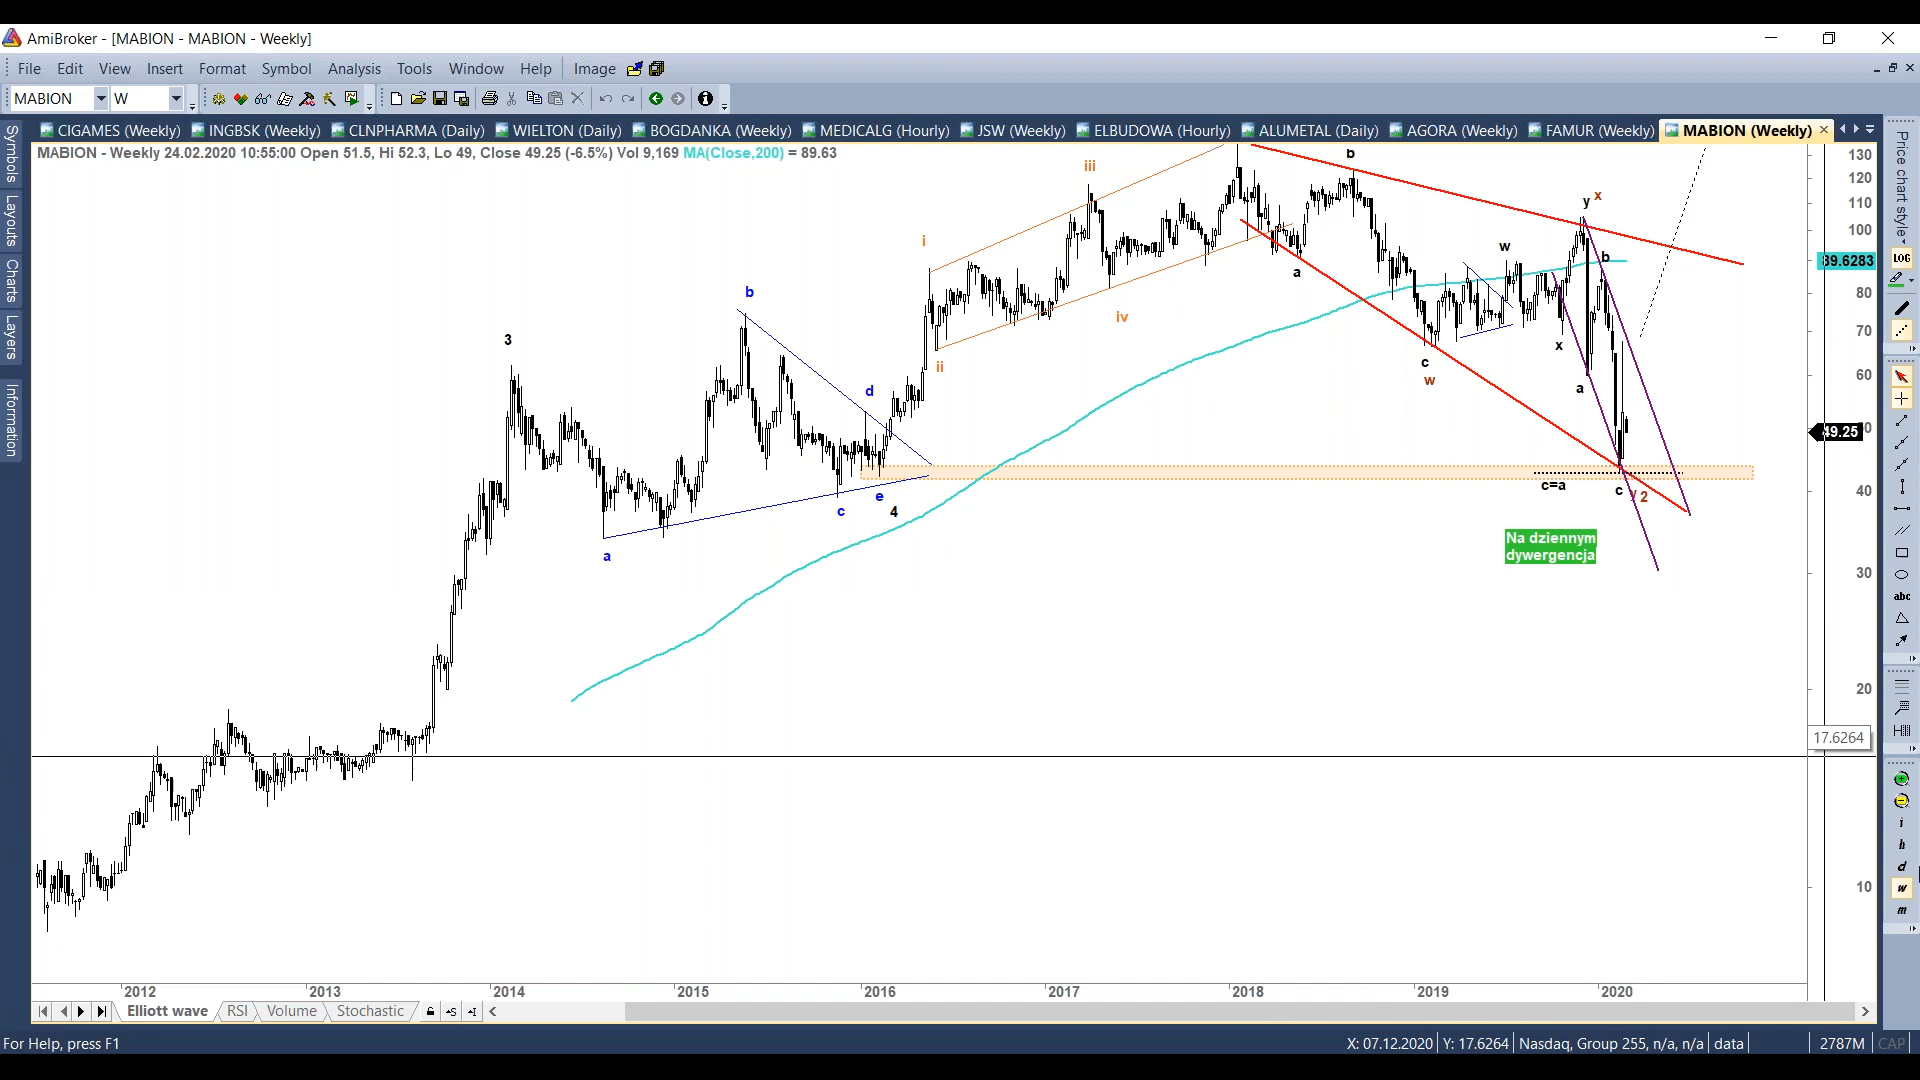 AmiBroker - [MABION - MABION - Weekly]
File Edit View Insert Format Symbol Analysis Tools Window Help Image
MABION W
CIGAMES (Weekly) INGBSK (Weekly) CLNPHARMA (Daily) WIELTON (Daily) BOGDANKA (Weekly) MEDICALG (Hourly) JSW (Weekly) ELBUDOWA (Hourly) ALUMETAL (Daily) AGORA (Weekly) FAMUR (Weekly) MABION (Weekly)
MABION - Weekly 24.02.2020 10:55:00 Open 51.5, Hi 52.3, Lo 49, Close 49.25 (-6.5%) Vol 9,169 MA(Close,200) = 89.63
Symbols
Layouts
Charts
Layers
Information
Price chart style
LOG
abc
i
h
d
w
m
130
120
110
100
89.6283
80
70
60
49.25
40
30
20
17.6264
10
3
a
b
c
d
e
4
i
ii
iii
iv
a
b
c
w
w
x
y x
a
b
c=a
c
y 2
Na dziennym
dywergencja
2012 2013 2014 2015 2016 2017 2018 2019 2020
Elliott wave RSI Volume Stochastic
For Help, press F1
X: 07.12.2020 Y: 17.6264 Nasdaq, Group 255, n/a, n/a data 2787M CAP